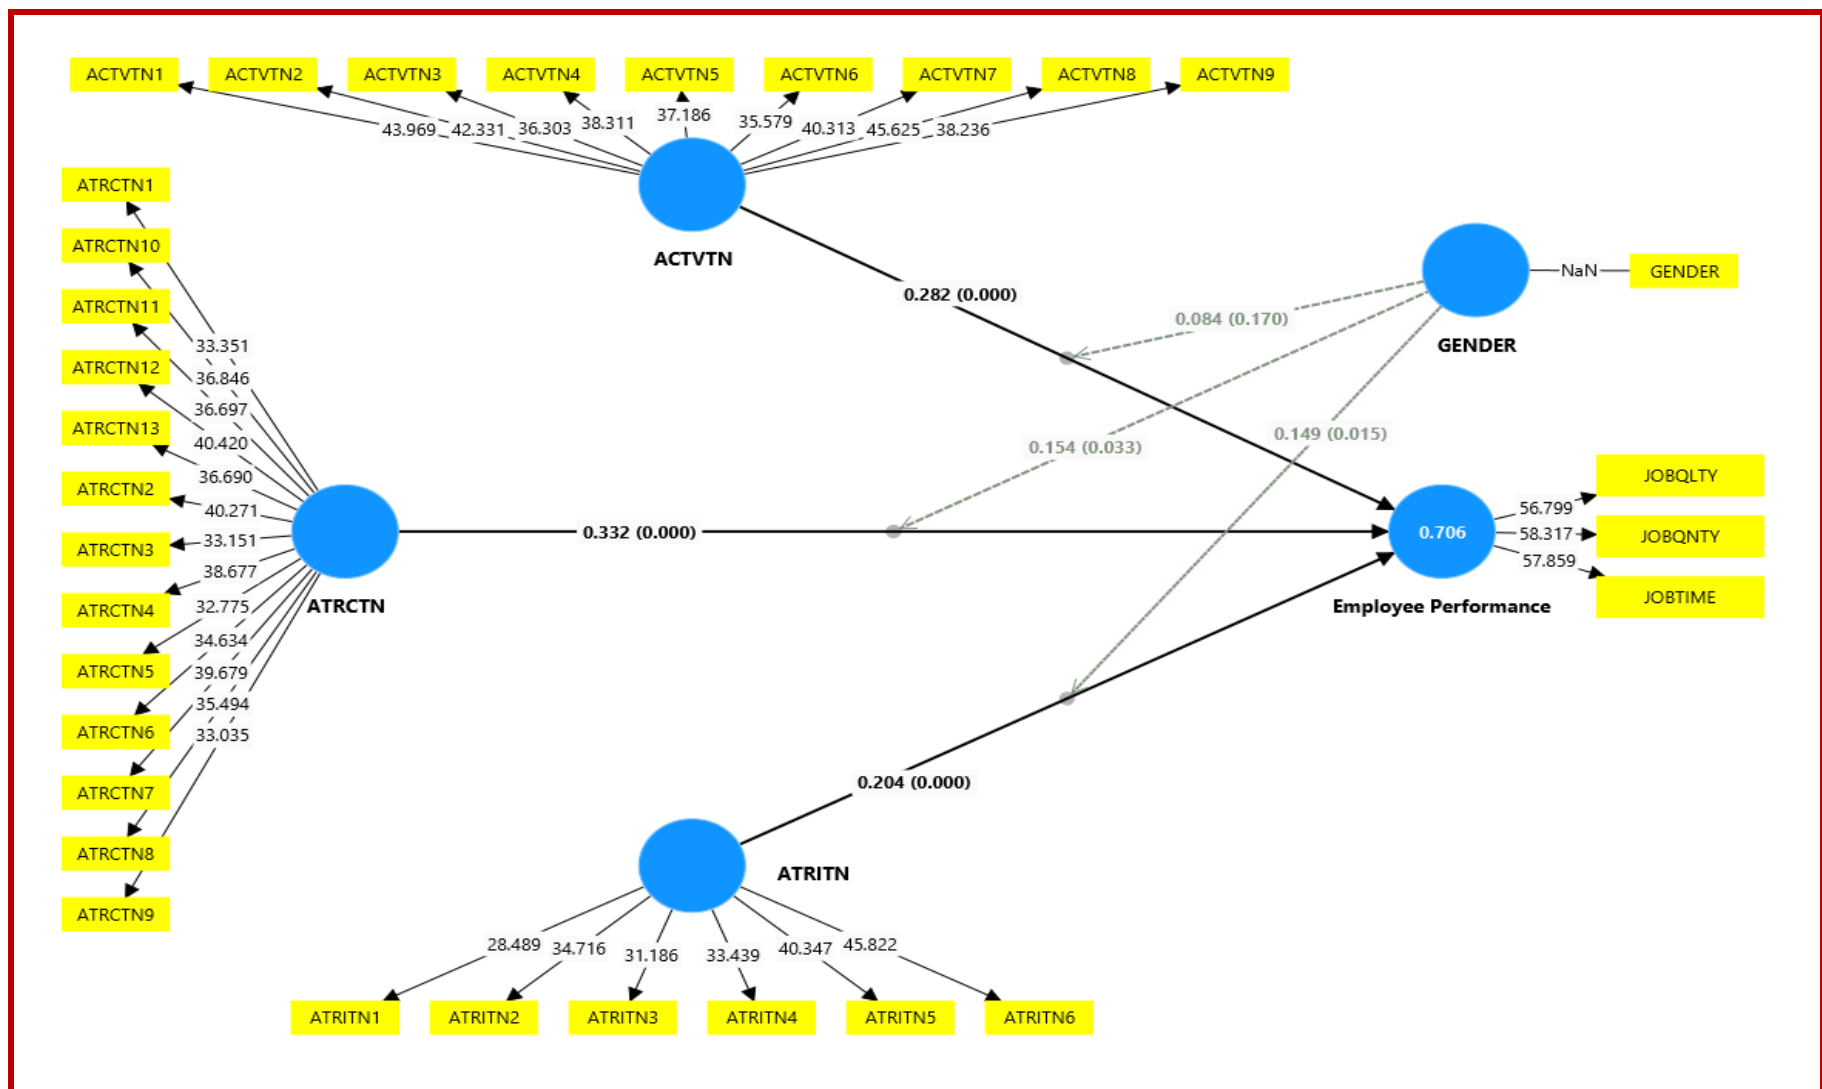 ACTVTN1
ACTVTN2
ACTVTN3
ACTVTN4
ACTVTN5
ACTVTN6
ACTVTN7
ACTVTN8
ACTVTN9
43.969
42.331
36.303
38.311
37.186
35.579
40.313
45.625
38.236
ACTVTN
ATRCTN1
ATRCTN10
ATRCTN11
ATRCTN12
ATRCTN13
ATRCTN2
ATRCTN3
ATRCTN4
ATRCTN5
ATRCTN6
ATRCTN7
ATRCTN8
ATRCTN9
33.351
36.846
36.697
40.420
36.690
40.271
33.151
38.677
32.775
34.634
39.679
35.494
33.035
ATRCTN
0.282 (0.000)
0.332 (0.000)
0.204 (0.000)
0.084 (0.170)
0.154 (0.033)
0.149 (0.015)
NaN
GENDER
GENDER
0.706
Employee Performance
56.799
58.317
57.859
JOBQLTY
JOBQNTY
JOBTIME
ATRITN
28.489
34.716
31.186
33.439
40.347
45.822
ATRITN1
ATRITN2
ATRITN3
ATRITN4
ATRITN5
ATRITN6